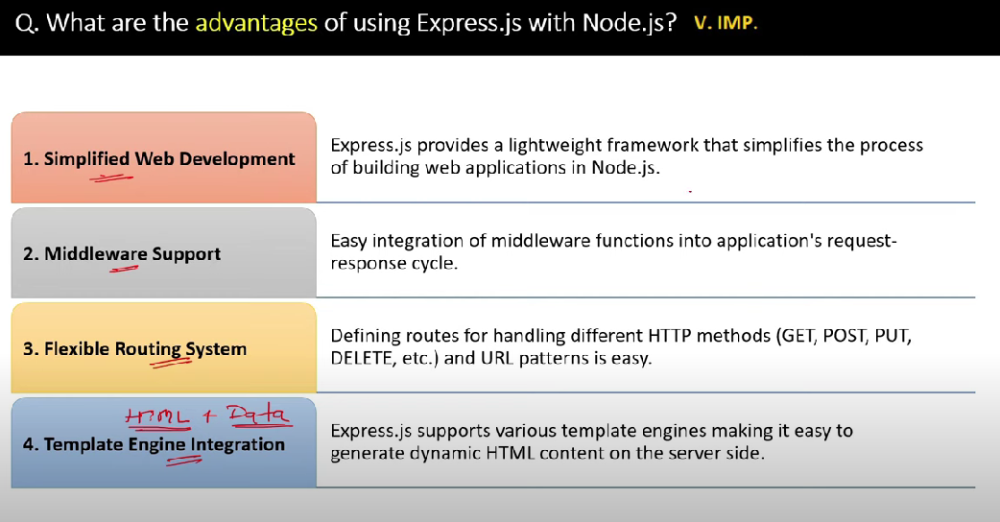 Q. What are the advantages of using Express.js with Node.js? V. IMP.
1. Simplified Web Development
Express.js provides a lightweight framework that simplifies the process
of building web applications in Node.js.
2. Middleware Support
Easy integration of middleware functions into application's request-
response cycle.
3. Flexible Routing System
Defining routes for handling different HTTP methods (GET, POST, PUT,
DELETE, etc.) and URL patterns is easy.
HTML + Data
4. Template Engine Integration
Express.js supports various template engines making it easy to
generate dynamic HTML content on the server side.